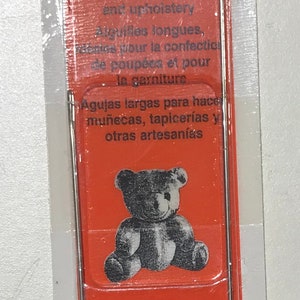 and upholstery
Aiguilles longues,
idéales pour la confection
de poupées et pour
la garniture
Agujas largas para hacer
muñecas, tapicerías y
otras artesanías